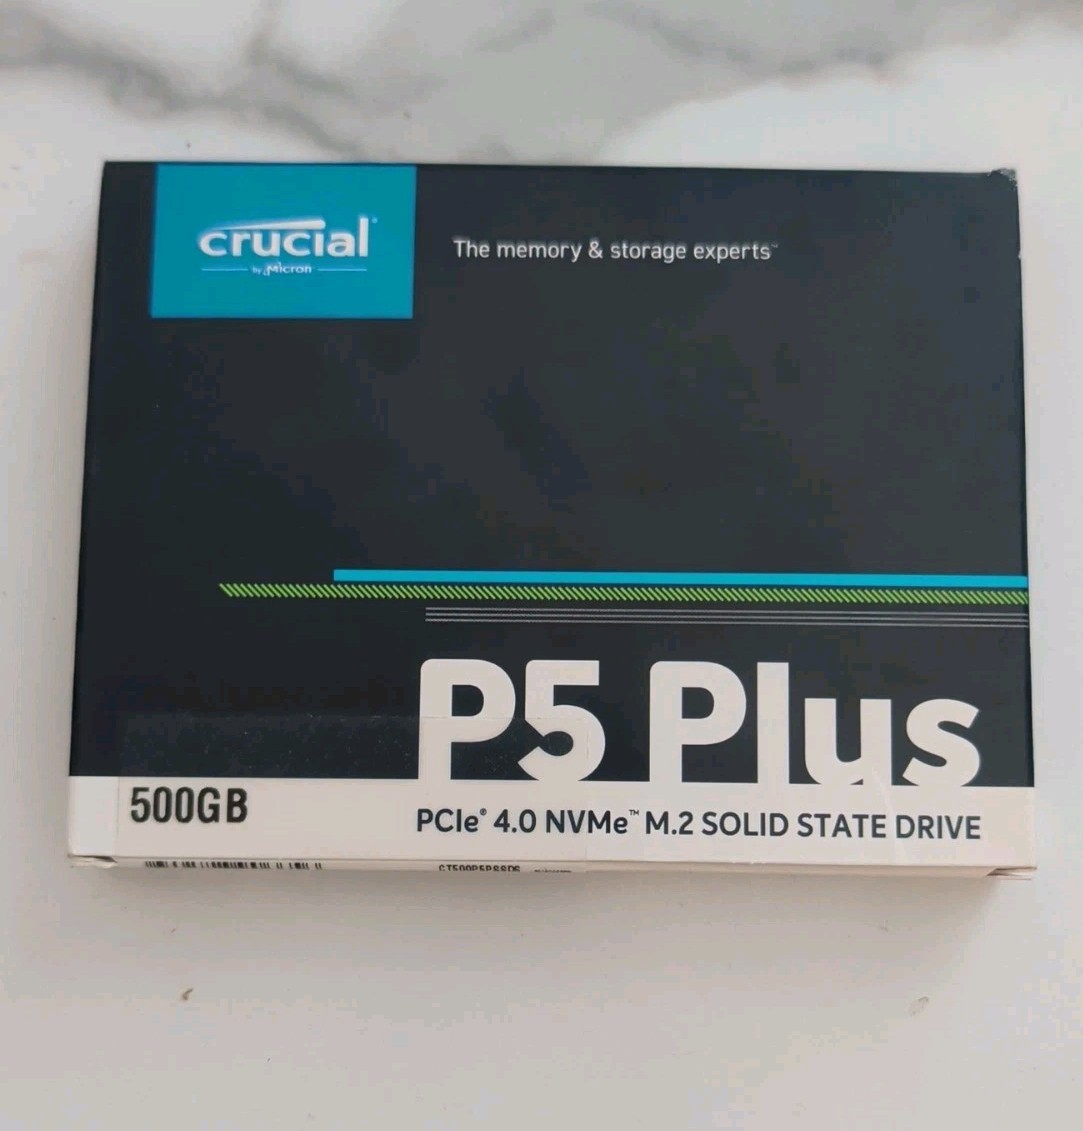 crucial®
by Micron
The memory & storage experts™
P5 Plus
500GB
PCIe® 4.0 NVMe™ M.2 SOLID STATE DRIVE